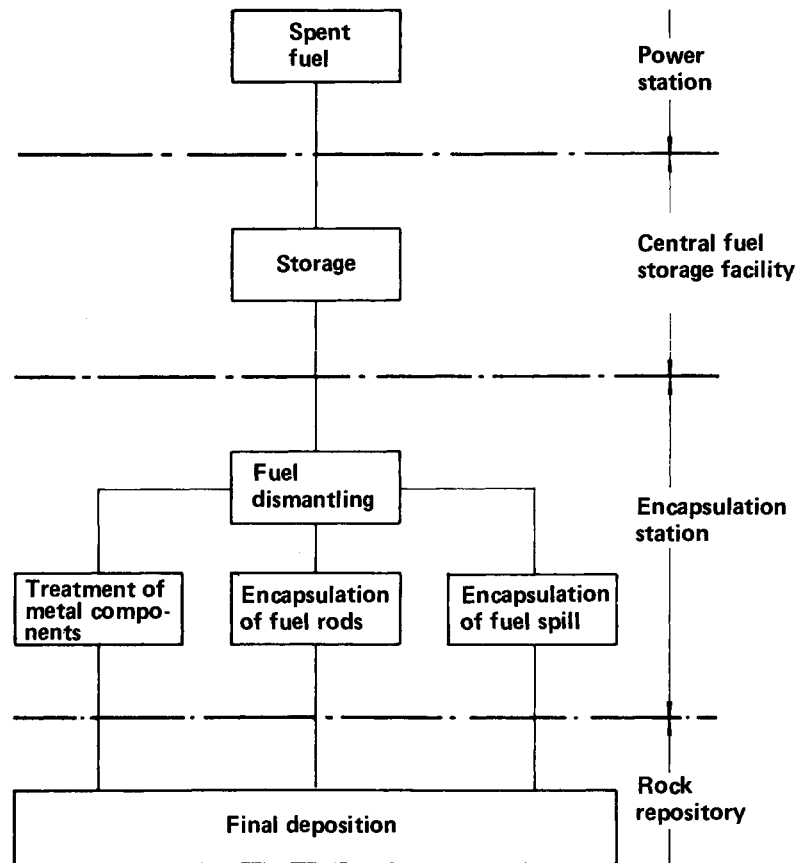 Spent
fuel
Power
station
Storage
Central fuel
storage facility
Fuel
dismantling
Encapsulation
station
Treatment of
metal compo-
nents
Encapsulation
of fuel rods
Encapsulation
of fuel spill
Final deposition
Rock
repository